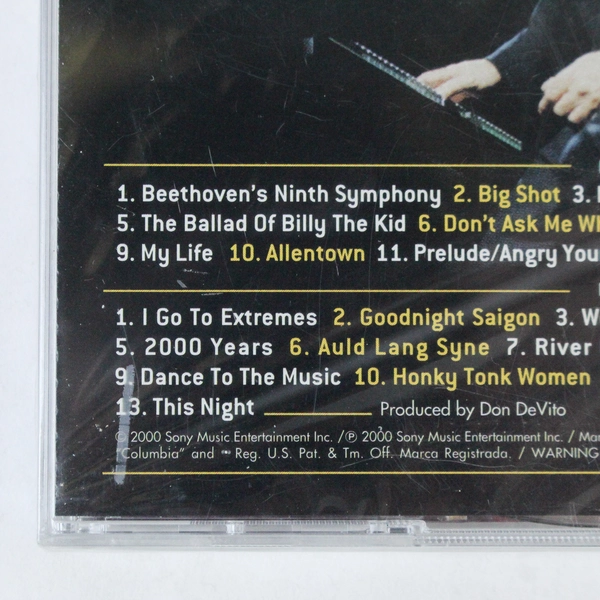 1. Beethoven's Ninth Symphony 2. Big Shot 3.
5. The Ballad Of Billy The Kid 6. Don't Ask Me
9. My Life 10. Allentown 11. Prelude/Angry
1. I Go To Extremes 2. Goodnight Saigon 3.
5. 2000 Years 6. Auld Lang Syne 7. River
9. Dance To The Music 10. Honky Tonk Women
13. This Night Produced by Don DeVito
© 2000 Sony Music Entertainment Inc. /℗ 2000 Sony Music Entertainment Inc. /
"Columbia" and Reg. U.S. Pat. & Tm. Off. Marca Registrada. / WARNING